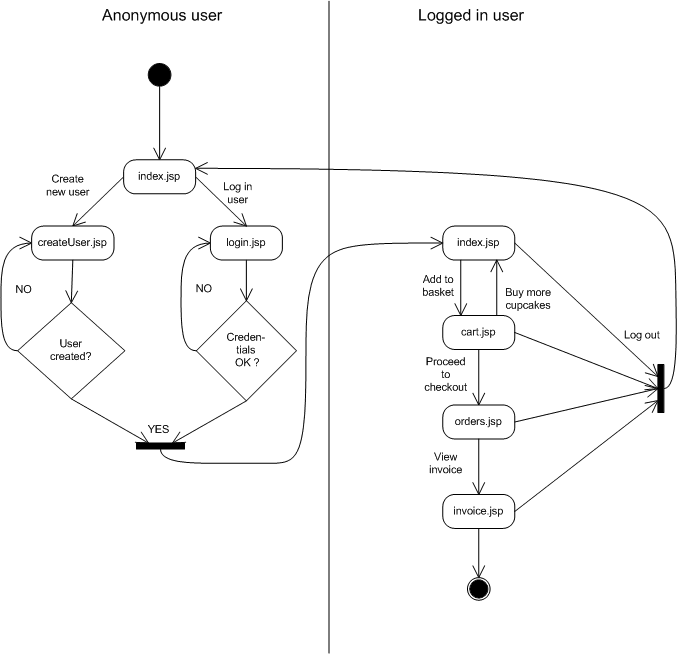 Anonymous user
Logged in user
index.jsp
Create
new user
Log in
user
createUser.jsp
login.jsp
NO
NO
User
created?
Creden-
tials
OK ?
YES
index.jsp
Add to
basket
Buy more
cupcakes
cart.jsp
Log out
Proceed
to
checkout
orders.jsp
View
invoice
invoice.jsp